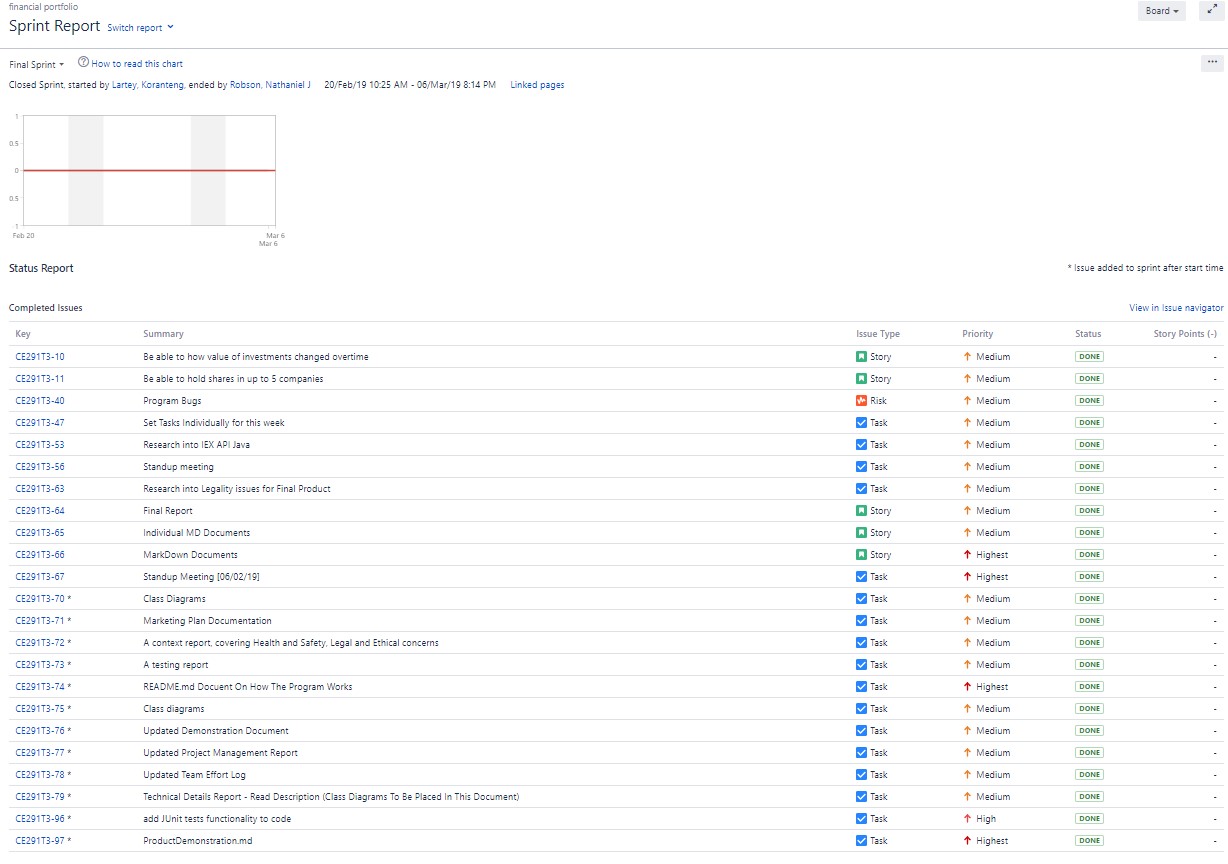 financial portfolio
Board
Sprint Report Switch report
Final Sprint How to read this chart
Closed Sprint, started by Lartey, Koranteng, ended by Robson, Nathaniel J 20/Feb/19 10:25 AM - 06/Mar/19 8:14 PM Linked pages
1
0.5
0
0.5
1
Feb 20 Mar 6
Mar 6
Status Report * Issue added to sprint after start time
Completed Issues View in Issue navigator
Key Summary Issue Type Priority Status Story Points (-)
CE291T3-10 Be able to how value of investments changed overtime Story Medium DONE -
CE291T3-11 Be able to hold shares in up to 5 companies Story Medium DONE -
CE291T3-40 Program Bugs Risk Medium DONE -
CE291T3-47 Set Tasks Individually for this week Task Medium DONE -
CE291T3-53 Research into IEX API Java Task Medium DONE -
CE291T3-56 Standup meeting Task Medium DONE -
CE291T3-63 Research into Legality issues for Final Product Task Medium DONE -
CE291T3-64 Final Report Story Medium DONE -
CE291T3-65 Individual MD Documents Story Medium DONE -
CE291T3-66 MarkDown Documents Story Highest DONE -
CE291T3-67 Standup Meeting [06/02/19] Task Highest DONE -
CE291T3-70 * Class Diagrams Task Medium DONE -
CE291T3-71 * Marketing Plan Documentation Task Medium DONE -
CE291T3-72 * A context report, covering Health and Safety, Legal and Ethical concerns Task Medium DONE -
CE291T3-73 * A testing report Task Medium DONE -
CE291T3-74 * README.md Docuent On How The Program Works Task Highest DONE -
CE291T3-75 * Class diagrams Task Medium DONE -
CE291T3-76 * Updated Demonstration Document Task Medium DONE -
CE291T3-77 * Updated Project Management Report Task Medium DONE -
CE291T3-78 * Updated Team Effort Log Task Medium DONE -
CE291T3-79 * Technical Details Report - Read Description (Class Diagrams To Be Placed In This Document) Task Medium DONE -
CE291T3-96 * add JUnit tests functionality to code Task High DONE -
CE291T3-97 * ProductDemonstration.md Task Highest DONE -